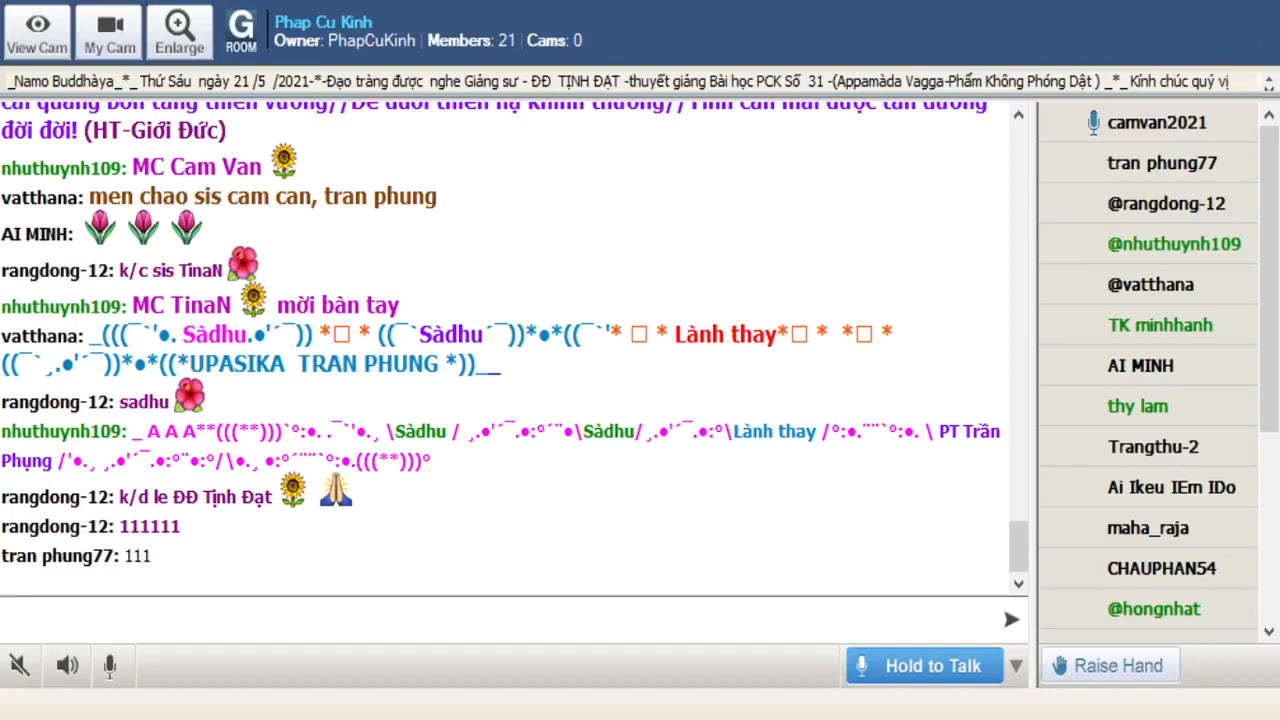 View Cam
My Cam
Enlarge
G
ROOM
Phap Cu Kinh
Owner: PhapCuKinh | Members: 21 | Cams: 0
_Namo Buddhàya_*_ Thứ Sáu ngày 21 /5 /2021-*-Đạo tràng được nghe Giảng sư - ĐĐ TỊNH ĐẠT -thuyết giảng Bài học PCK Số 31 -(Appamàda Vagga-Phẩm Không Phóng Dật ) _*_ Kính chúc quý vị
đời đời! (HT-Giới Đức)
nhuthuynh109: MC Cam Van
vatthana: men chao sis cam can, tran phung
AI MINH:
rangdong-12: k/c sis TinaN
nhuthuynh109: MC TinaN mời bàn tay
vatthana: _(((¯`'●. Sàdhu.●'´¯)) *□ * ((¯`Sàdhu´¯))*●*((¯`'* □ * Lành thay*□ * *□ *
((¯`¸.●'´¯))*●*((*UPASIKA TRAN PHUNG *))__
rangdong-12: sadhu
nhuthuynh109: _ A A A**(((**)))`°:●. .¯`'●.¸ \Sàdhu / ¸.●'´¯.●:°´¨●\Sàdhu/¸.●'´¯.●:°\Lành thay /°:●.¨¨`°:●. \ PT Trần
Phụng /'●.¸ ¸.●'´¯.●:°¨●:°/\●.¸ ●:°´¨¨`°:●.(((**)))°
rangdong-12: k/d le ĐĐ Tịnh Đạt
rangdong-12: 111111
tran phung77: 111
camvan2021
tran phung77
@rangdong-12
@nhuthuynh109
@vatthana
TK minhhanh
AI MINH
thy lam
Trangthu-2
Ai Ikeu IEm IDo
maha_raja
CHAUPHAN54
@hongnhat
Hold to Talk
Raise Hand